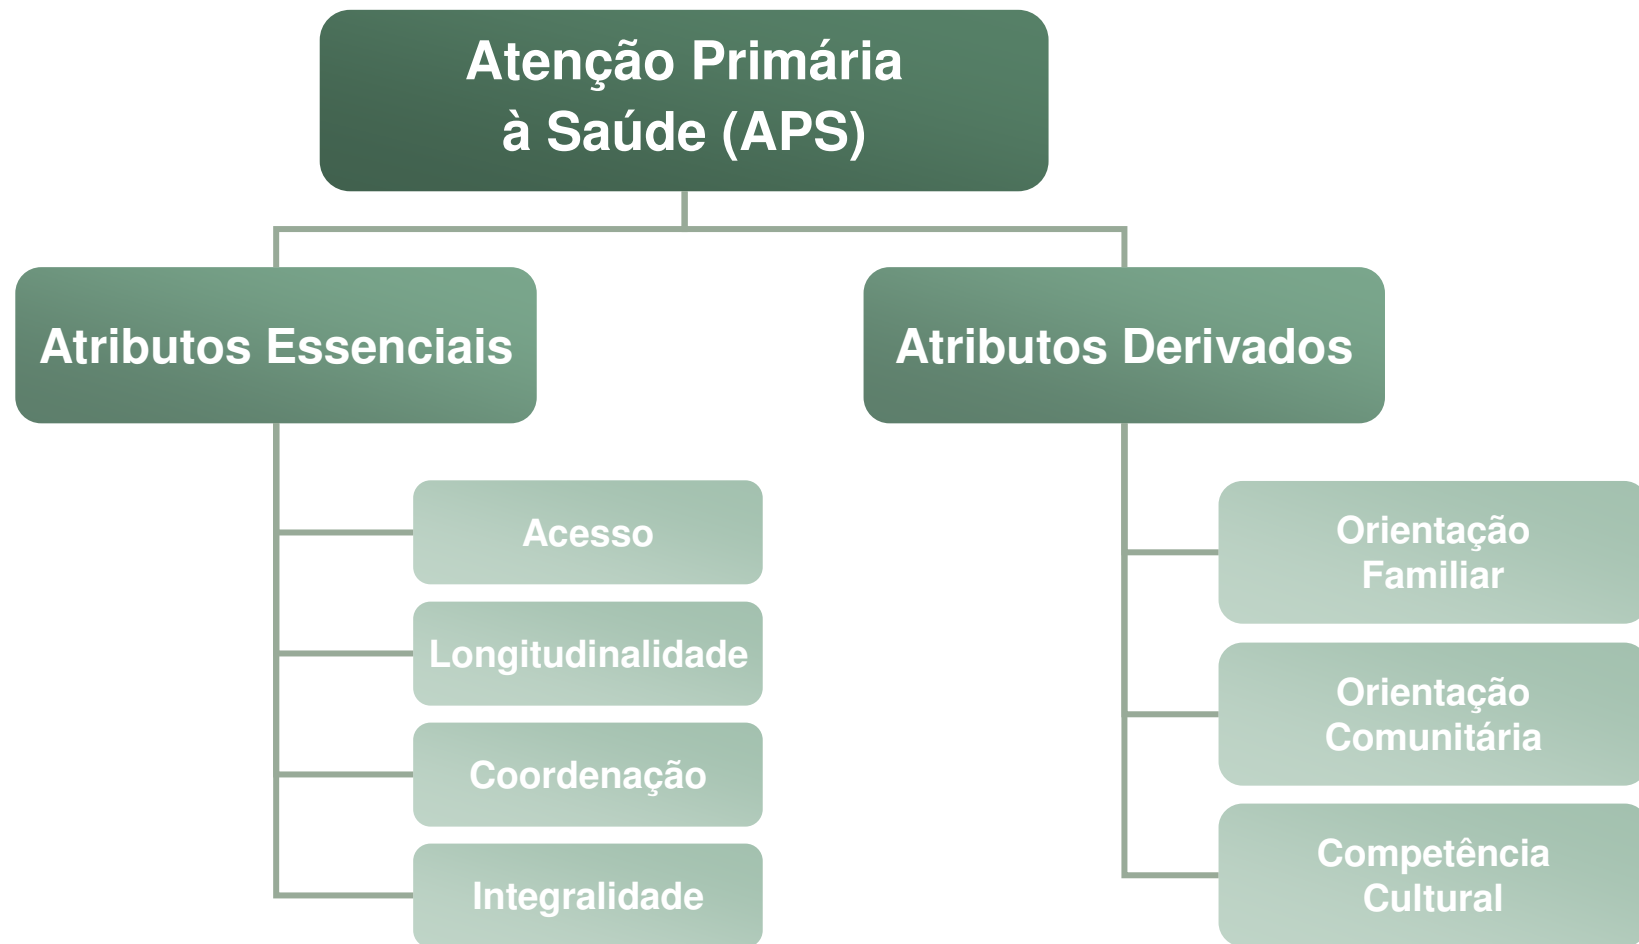 Atenção Primária
à Saúde (APS)
Atributos Essenciais
Atributos Derivados
Acesso
Longitudinalidade
Coordenação
Integralidade
Orientação
Familiar
Orientação
Comunitária
Competência
Cultural